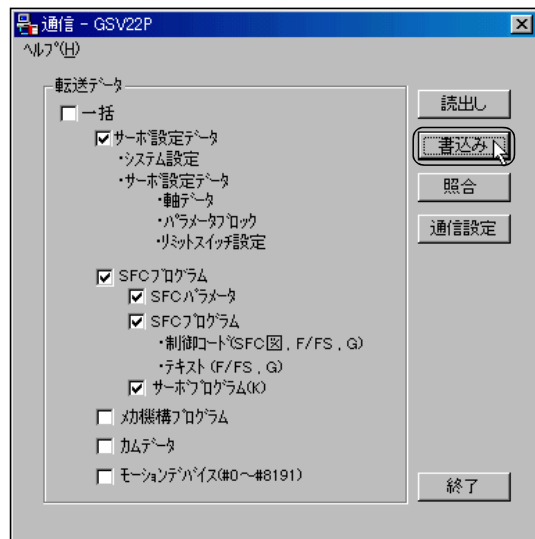 通信 - GSV22P
ﾍﾙﾌﾟ(H)
転送ﾃﾞｰﾀ
一括
ｻｰﾎﾞ設定ﾃﾞｰﾀ
・ｼｽﾃﾑ設定
・ｻｰﾎﾞ設定ﾃﾞｰﾀ
・軸ﾃﾞｰﾀ
・ﾊﾟﾗﾒｰﾀﾌﾞﾛｯｸ
・ﾘﾐｯﾄｽｲｯﾁ設定
SFCﾌﾟﾛｸﾞﾗﾑ
SFCﾊﾟﾗﾒｰﾀ
SFCﾌﾟﾛｸﾞﾗﾑ
・制御ｺｰﾄﾞ(SFC図 , F/FS , G)
・ﾃｷｽﾄ (F/FS , G)
ｻｰﾎﾞﾌﾟﾛｸﾞﾗﾑ(K)
ﾒｶ機構ﾌﾟﾛｸﾞﾗﾑ
ｶﾑﾃﾞｰﾀ
ﾓｰｼｮﾝﾃﾞﾊﾞｲｽ(#0～#8191)
読出し
書込み
照合
通信設定
終了